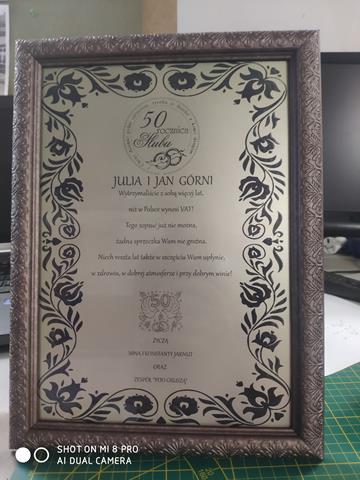 50
rocznica
Ślubu
JULIA I JAN GÓRNI
Wytrzymaliście z sobą więcej lat,
niż w Polsce wynosi VAT!
Tego zepsuć już nie można,
żadna sprzeczka Wam nie groźna.
Niech reszta lat także w szczęściu Wam upłynie,
w zdrowiu, w dobrej atmosferze i przy dobrym winie!
50
ŻYCZĄ
NINA I KONSTANTY JARMUŻ
ORAZ
ZESPÓŁ "POD GRUSZĄ"
SHOT ON MI 8 PRO
AI DUAL CAMERA